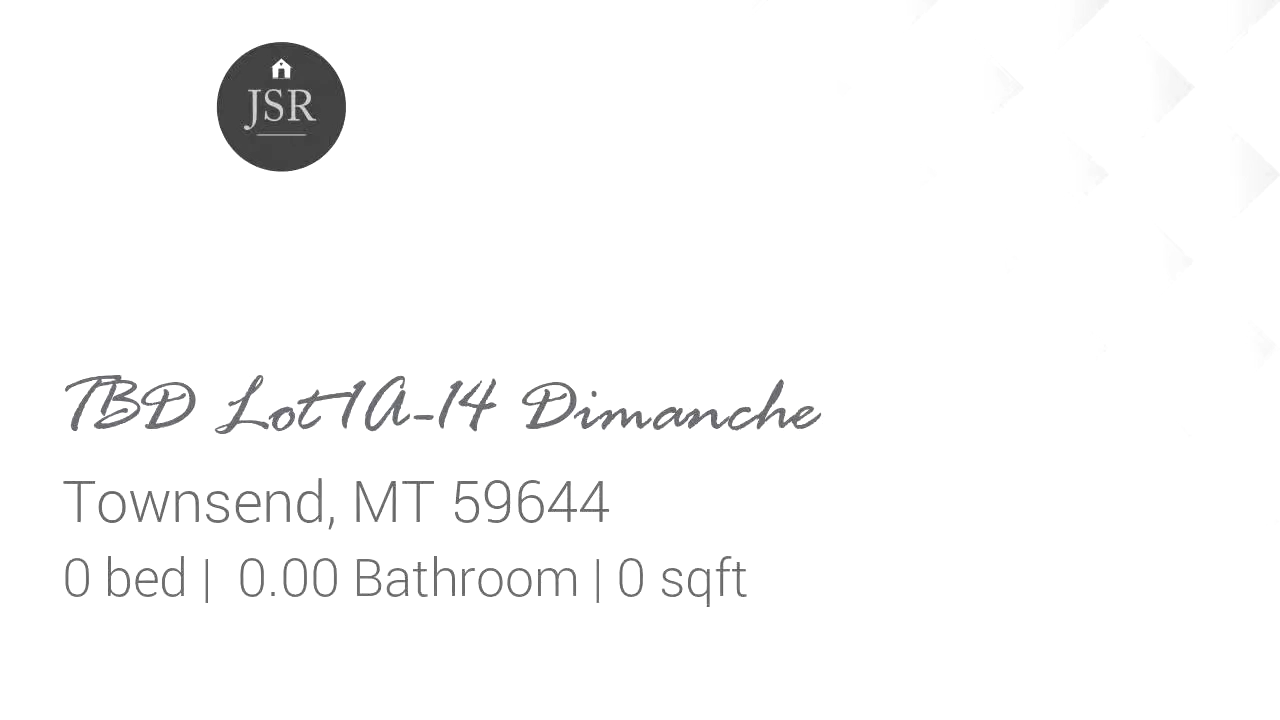 JSR
TBD Lot 1A-14 Dimanche
Townsend, MT 59644
0 bed | 0.00 Bathroom | 0 sqft